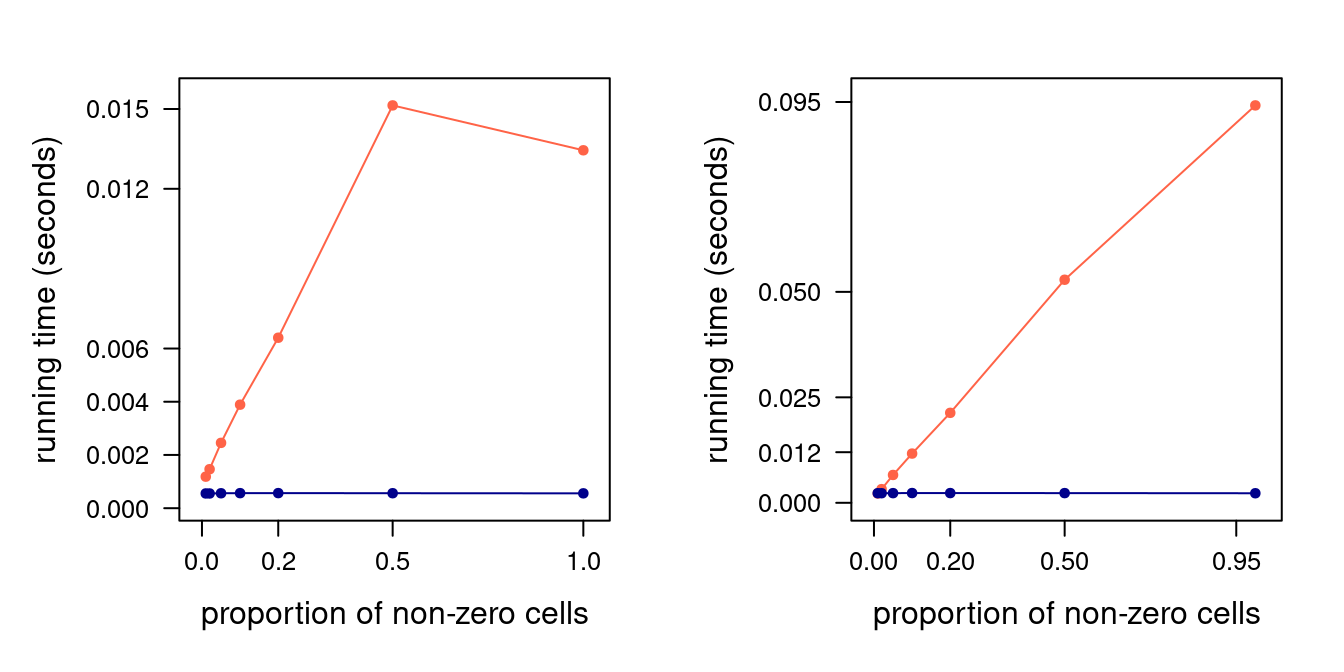 running time (seconds)
0.015
0.012
0.006
0.004
0.002
0.000
0.0 0.2 0.5 1.0
proportion of non-zero cells
running time (seconds)
0.095
0.050
0.025
0.012
0.000
0.00 0.20 0.50 0.95
proportion of non-zero cells